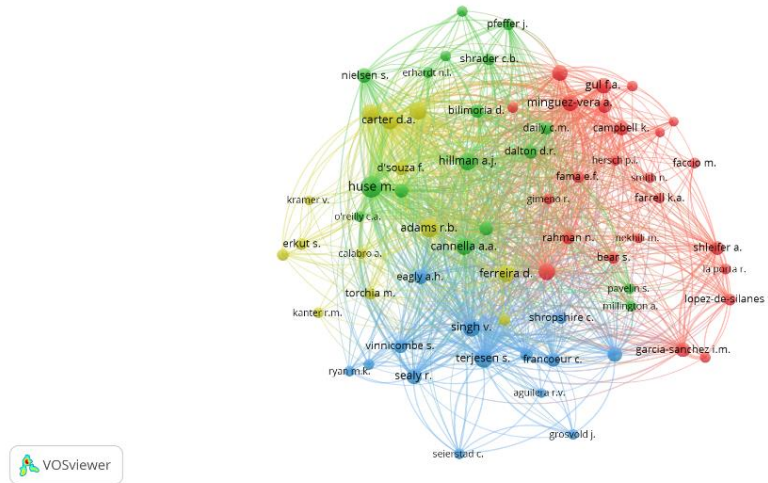 pfeffer j.
shrader c.b.
nielsen s.
erhardt n.l.
gul f.a.
minguez-vera a.
bilimoria d.
carter d.a.
daily c.m.
campbell k.
dalton d.r.
hillman a.j.
hersch p.l.
faccio m.
d'souza f.
fama e.f.
smith n.
huse m.
gimeno r.
farrell k.a.
kramer v.
o'reilly c.a.
adams r.b.
rahman n.
nekhili m.
erkut s.
cannella a.a.
shleifer a.
calabro a.
bear s.
la porta r.
eagly a.h.
ferreira d.
torchia m.
pavelin s.
lopez-de-silanes
millington a.
kanter r.m.
shropshire c.
singh v.
vinnicombe s.
garcia-sanchez i.m.
terjesen s.
francoeur c.
ryan m.k.
sealy r.
aguilera r.v.
grosvold j.
seierstad c.
VOSviewer